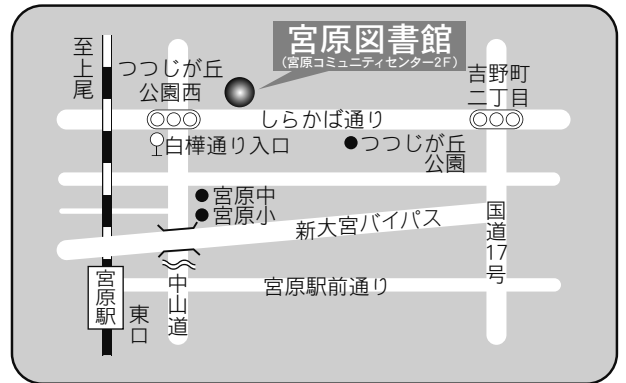 宮原図書館
(宮原コミュニティセンター2F)
至上尾
つつじが丘
公園西
吉野町
二丁目
しらかば通り
白樺通り入口
●つつじが丘
公園
●宮原中
●宮原小
新大宮バイパス
国道17号
宮原駅
東口
中山道
宮原駅前通り